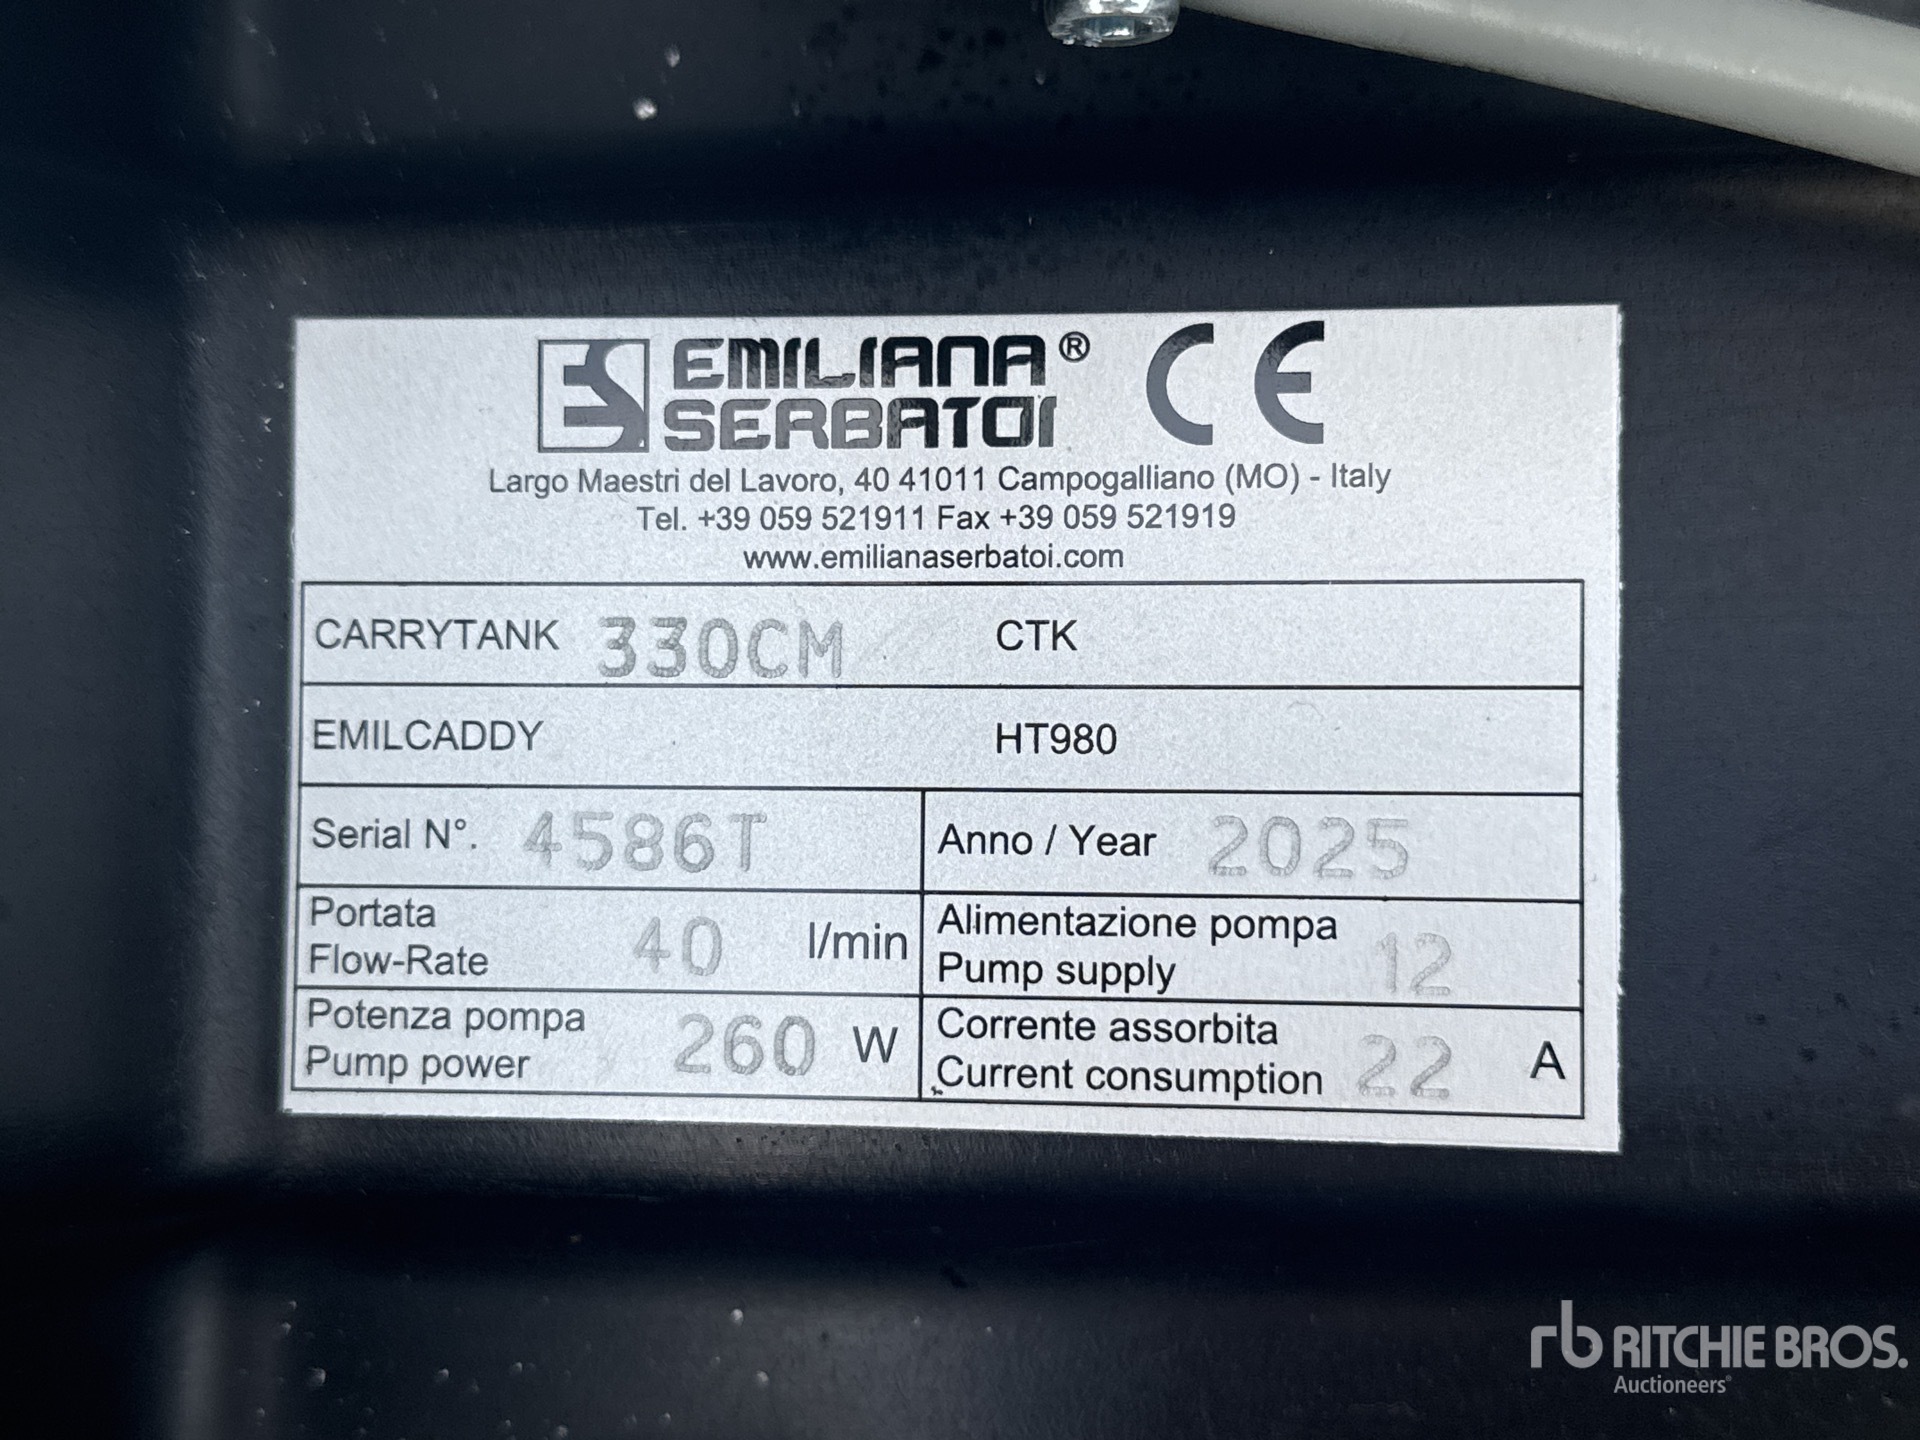 EMILIANA® CE
SERBATOI
Largo Maestri del Lavoro, 40 41011 Campogalliano (MO) - Italy
Tel. +39 059 521911 Fax +39 059 521919
www.emilianaserbatoi.com
CARRYTANK 330CM CTK
EMILCADDY HT980
Serial N°. 4586T Anno / Year 2025
Portata
Flow-Rate 40 l/min
Alimentazione pompa
Pump supply 12
Potenza pompa
Pump power 260 W
Corrente assorbita
Current consumption 22 A
rb RITCHIE BROS.
Auctioneers®